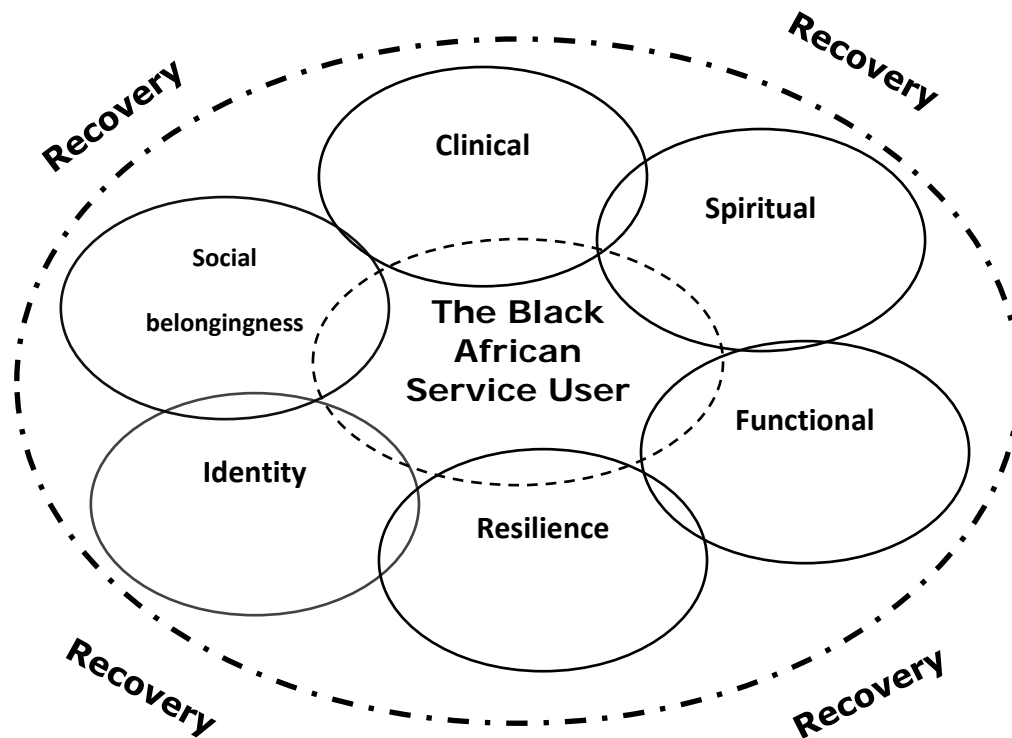 Recovery
Recovery
Clinical
Spiritual
Social
belongingness
The Black
African
Service User
Functional
Identity
Resilience
Recovery
Recovery